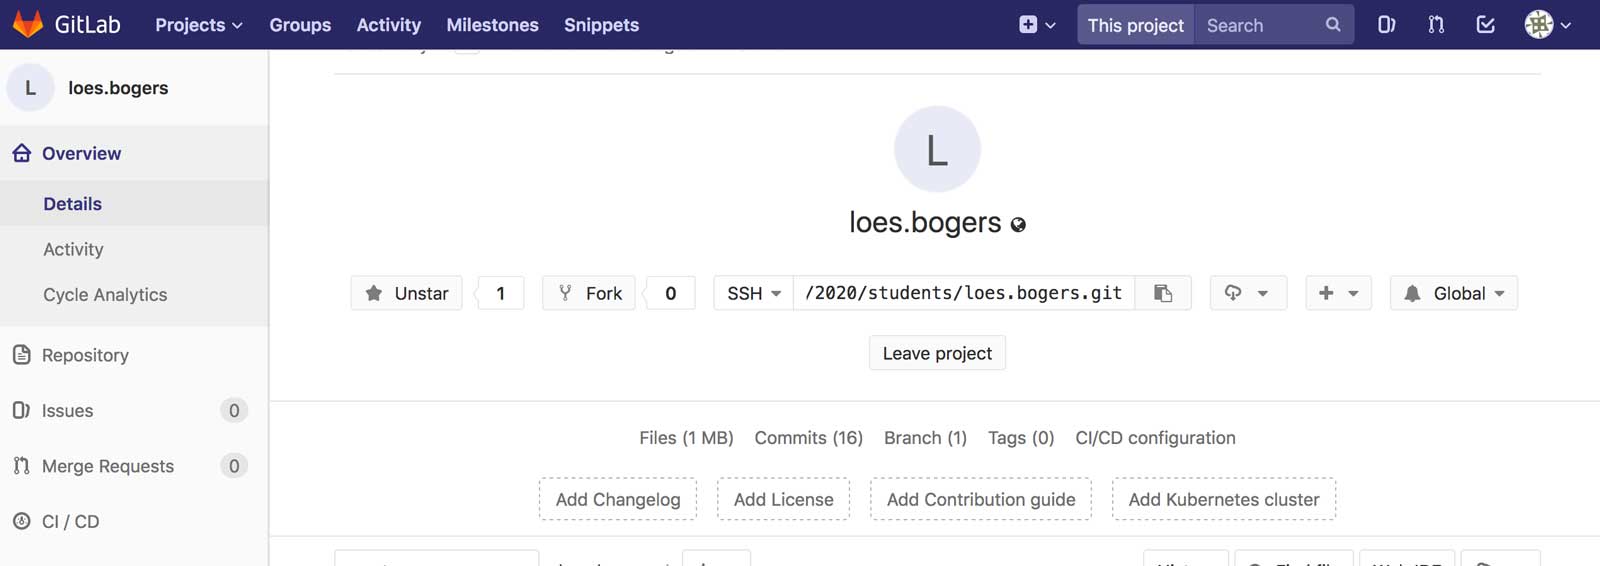 GitLab Projects Groups Activity Milestones Snippets This project Search
L loes.bogers
Overview
Details
Activity
Cycle Analytics
Repository
Issues 0
Merge Requests 0
CI / CD
L
loes.bogers
Unstar 1 Fork 0 SSH /2020/students/loes.bogers.git Global
Leave project
Files (1 MB) Commits (16) Branch (1) Tags (0) CI/CD configuration
Add Changelog Add License Add Contribution guide Add Kubernetes cluster